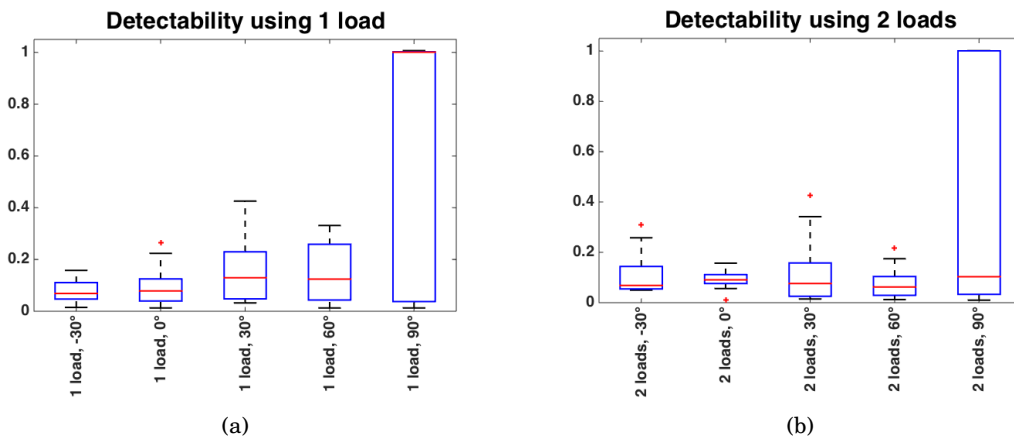 Detectability using 1 load
1
0.8
0.6
0.4
0.2
0
1 load, -30°
1 load, 0°
1 load, 30°
1 load, 60°
1 load, 90°
(a)
Detectability using 2 loads
1
0.8
0.6
0.4
0.2
0
2 loads, -30°
2 loads, 0°
2 loads, 30°
2 loads, 60°
2 loads, 90°
(b)